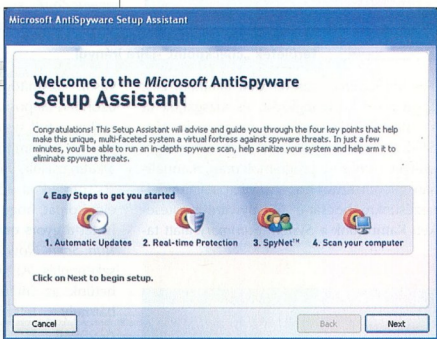 Microsoft AntiSpyware Setup Assistant
Welcome to the Microsoft AntiSpyware
Setup Assistant
Congratulations! This Setup Assistant will advise and guide you through the four key points that help
make this unique, multi-faceted system a virtual fortress against spyware threats. In just a few
minutes, you'll be able to run an in-depth spyware scan, help sanitize your system and help arm it to
eliminate spyware threats.
4 Easy Steps to get you started
1. Automatic Updates 2. Real-time Protection 3. SpyNet™ 4. Scan your computer
Click on Next to begin setup.
Cancel Back Next